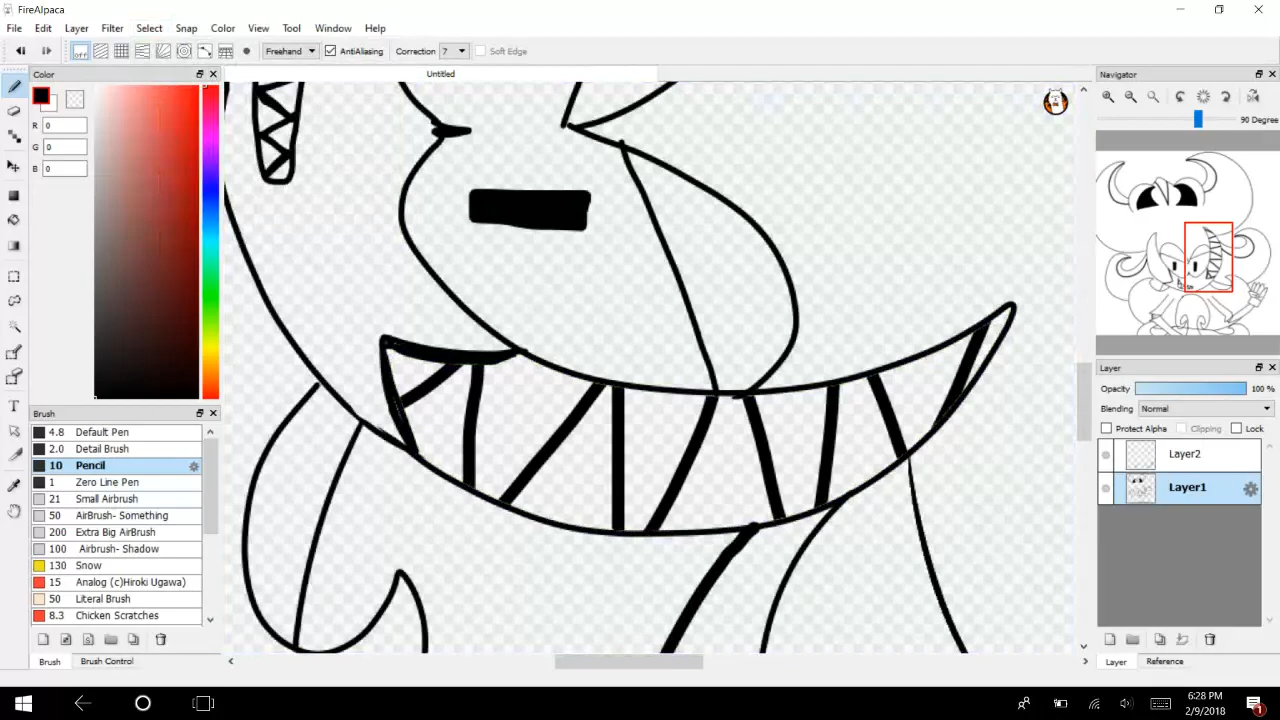 FireAlpaca
File Edit Layer Filter Select Snap Color View Tool Window Help
off Freehand AntiAliasing Correction 7 Soft Edge
Color
Untitled
Navigator
R 0
G 0
B 0
90 Degree
Brush
4.8 Default Pen
2.0 Detail Brush
10 Pencil
1 Zero Line Pen
21 Small Airbrush
50 AirBrush- Something
200 Extra Big AirBrush
100 Airbrush- Shadow
130 Snow
15 Analog (c)Hiroki Ugawa)
50 Literal Brush
8.3 Chicken Scratches
Brush Brush Control
Layer
Opacity 100 %
Blending Normal
Protect Alpha Clipping Lock
Layer2
Layer1
Layer Reference
6:28 PM
2/9/2018
1